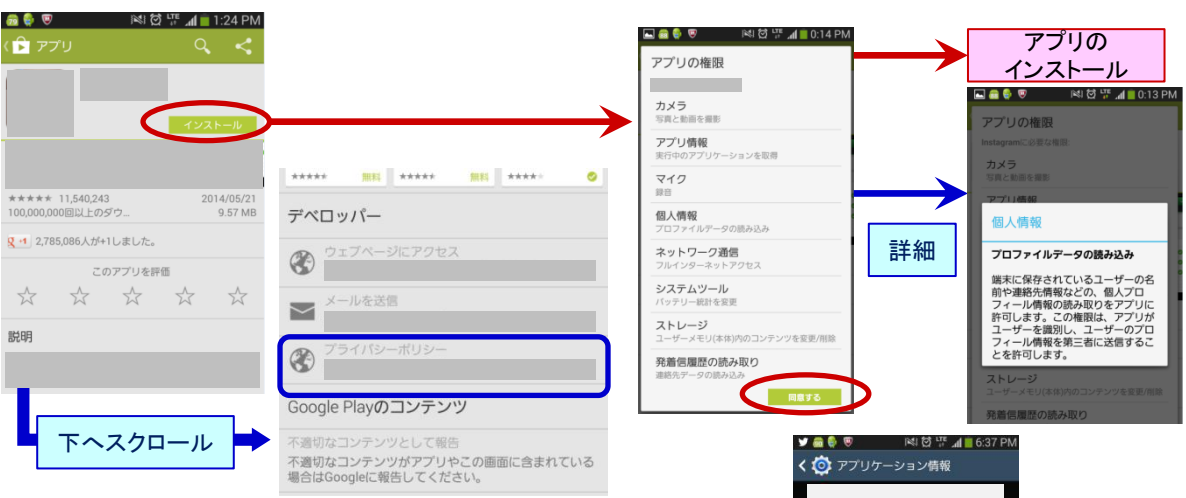 1:24 PM
アプリ
インストール
★★★★★ 11,540,243
2014/05/21
100,000,000回以上のダウ...
9.57 MB
2,785,086人が+1しました。
このアプリを評価
説明
下へスクロール
無料
無料
デベロッパー
ウェブページにアクセス
メールを送信
プライバシーポリシー
Google Playのコンテンツ
不適切なコンテンツとして報告
不適切なコンテンツがアプリやこの画面に含まれている
場合はGoogleに報告してください。
0:14 PM
アプリの権限
カメラ
写真と動画を撮影
アプリ情報
実行中のアプリケーションを取得
マイク
録音
個人情報
プロファイルデータの読み込み
ネットワーク通信
フルインターネットアクセス
システムツール
バッテリー統計を変更
ストレージ
ユーザーメモリ(本体)内のコンテンツを変更/削除
発着信履歴の読み取り
連絡先データの読み込み
同意する
アプリの
インストール
詳細
0:13 PM
アプリの権限
Instagramに必要な権限
カメラ
写真と動画を撮影
アプリ情報
個人情報
プロファイルデータの読み込み
端末に保存されているユーザーの名
前や連絡先情報などの、個人プロ
フィール情報の読み取りをアプリに
許可します。この権限は、アプリが
ユーザーを識別し、ユーザーのプロ
フィール情報を第三者に送信するこ
とを許可します。
ストレージ
ユーザーメモリ(本体)内のコンテンツを変更/削除
発着信履歴の読み取り
6:37 PM
アプリケーション情報